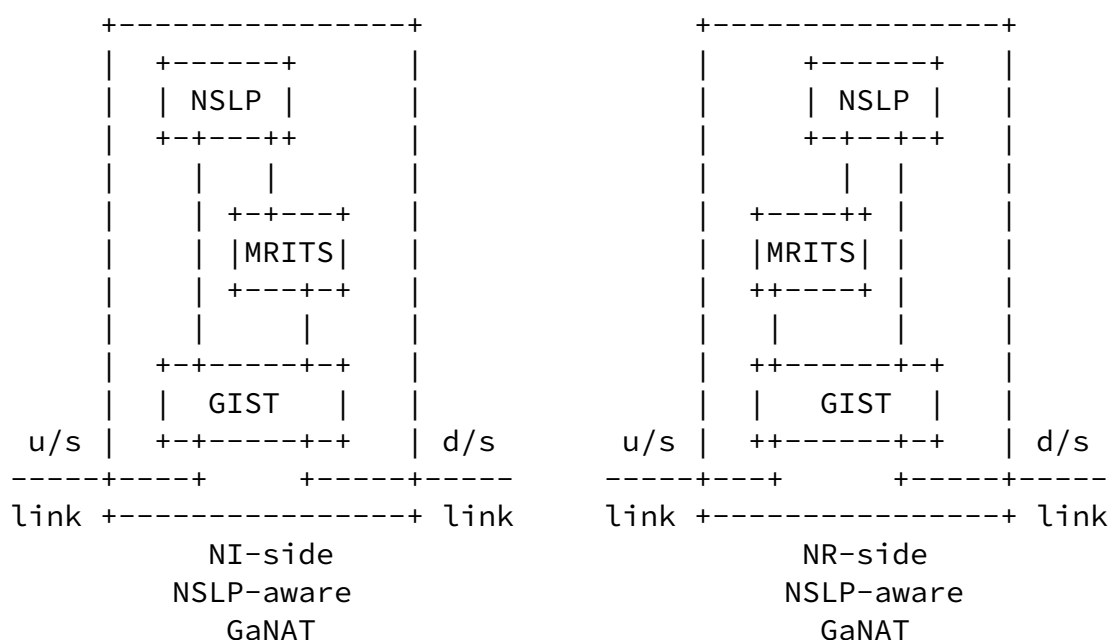 +----------------+                +----------------+
|  +------+      |                |     +------+   |
|  | NSLP |      |                |     | NSLP |   |
|  +-+---++      |                |     +-+--+-+   |
|    |   |       |                |       |  |     |
|    | +-+---+   |                |  +----++ |     |
|    | |MRITS|   |                |  |MRITS| |     |
|    | +---+-+   |                |  ++----+ |     |
|    |     |     |                |   |      |     |
|  +-+-----+-+   |                |  ++------+-+   |
|  |  GIST   |   |                |  |   GIST  |   |
u/s |  +-+-----+-+   | d/s        u/s |  ++------+-+   | d/s
-----+----+     +-----+-----     -----+---+      +-----+-----
link +----------------+ link     link +----------------+ link
NI-side                          NR-side
NSLP-aware                       NSLP-aware
GaNAT                            GaNAT